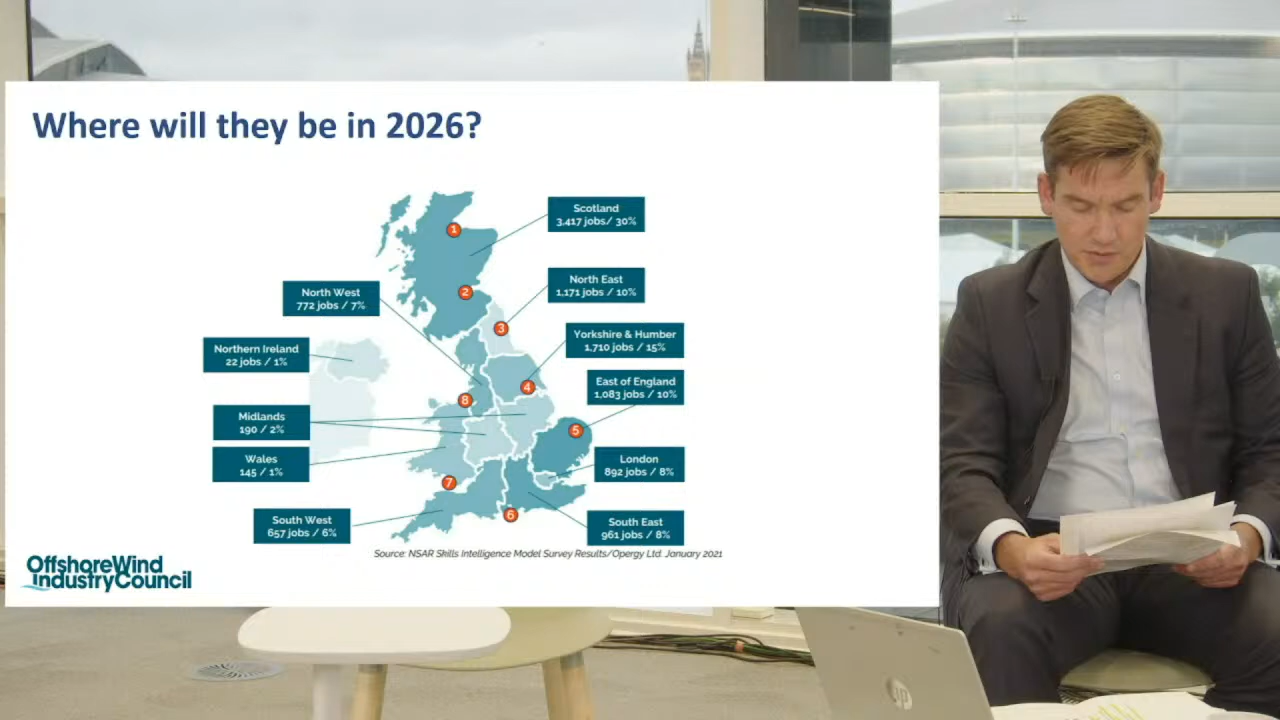 Where will they be in 2026?
Scotland
3,417 jobs/ 30%
North East
1,171 jobs / 10%
North West
772 jobs / 7%
Yorkshire & Humber
1,710 jobs / 15%
Northern Ireland
22 jobs / 1%
East of England
1,083 jobs / 10%
Midlands
190 / 2%
Wales
145 / 1%
London
892 jobs / 8%
South West
657 jobs / 6%
South East
961 jobs / 8%
1
2
3
4
5
6
7
8
Source: NSAR Skills Intelligence Model Survey Results/Opergy Ltd: January 2021
OffshoreWind
IndustryCouncil
hp